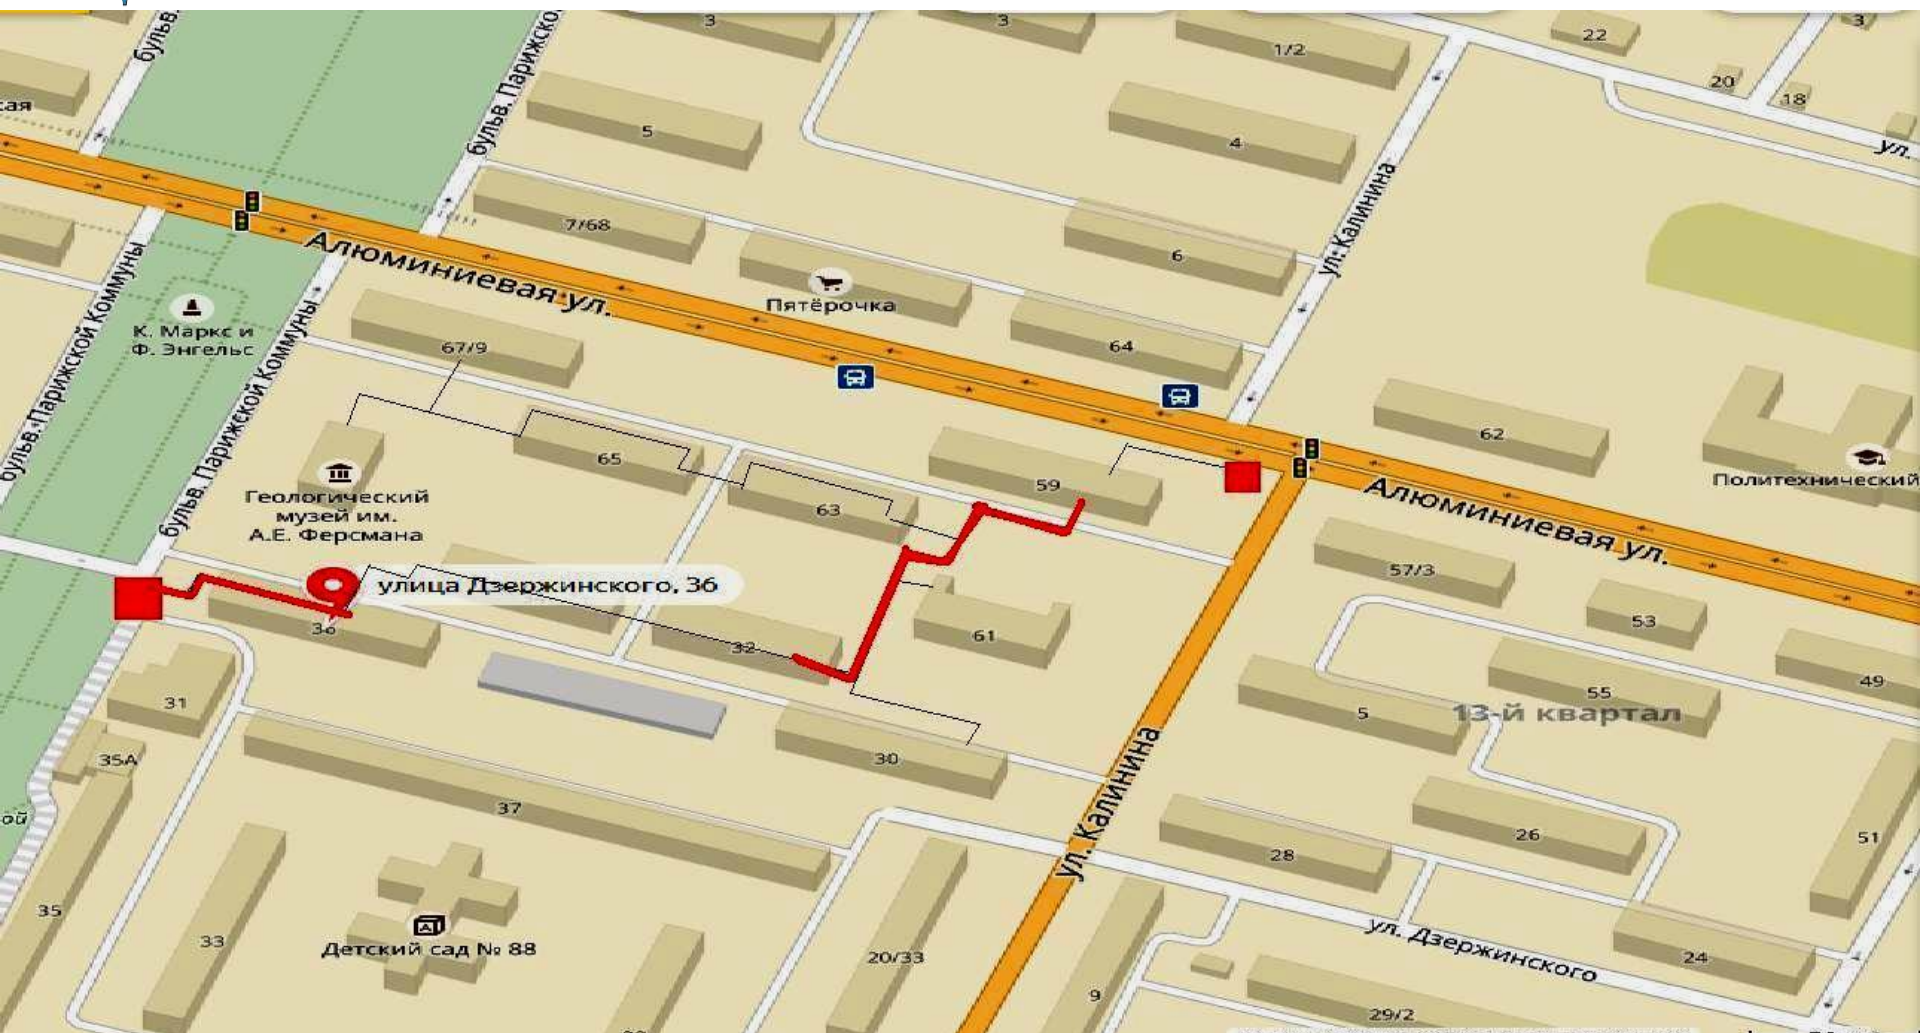 бульв.
бульв. Парижско
3
3
1/2
22
3
20
18
сая
5
4
ул.
ул. Калинина
7/68
6
Алюминиевая ул.
Пятёрочка
бульв. Парижской Коммуны
К. Маркс и
Ф. Энгельс
бульв. Парижской Коммуны
67/9
64
62
65
59
Политехнический
Геологический
музей им.
А.Е. Ферсмана
63
Алюминиевая ул.
57/3
улица Дзержинского, 36
36
53
32
61
49
31
55
5
13-й квартал
35А
30
37
ул. Калинина
ой
26
51
28
35
33
Детский сад № 88
20/33
ул. Дзержинского
24
9
29/2